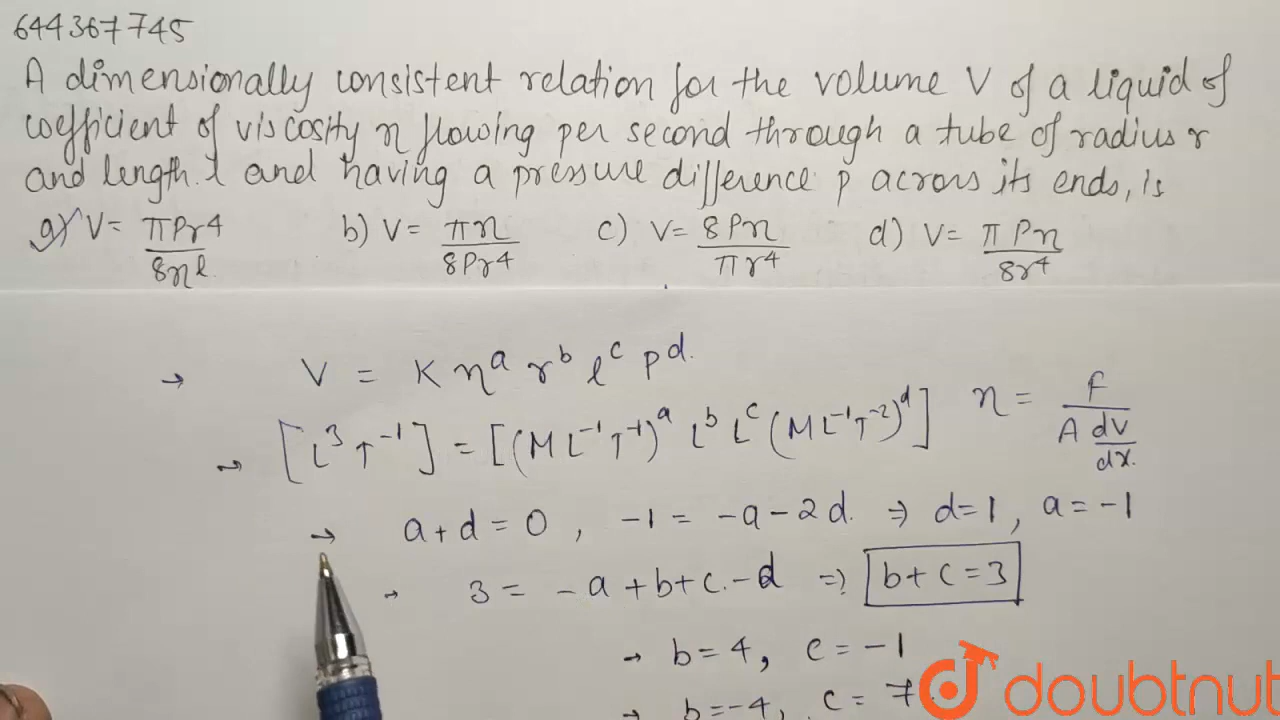 644367745
A dimensionally consistent relation for the volume V of a liquid of
coefficient of viscosity η flowing per second through a tube of radius r
and length. l and having a pressure difference p across its ends, is
a) V = πPr4/8ηl b) V = πη/8Pr4 c) V = 8Pη/πr4 d) V = πPη/8r4
→ V = K η^a r^b l^c P^d.
→ [L^3 T^-1] = [(ML^-1T^-1)^a L^b L^c (ML^-1T^-2)^d] η = F/(A dv/dx.)
→ a+d=0, -1 = -a-2d. ⇒ d=1, a=-1
→ 3 = -a+b+c.-d ⇒ b+c=3
→ b=4, c=-1
→ b=-4, c=7.
doubtnut